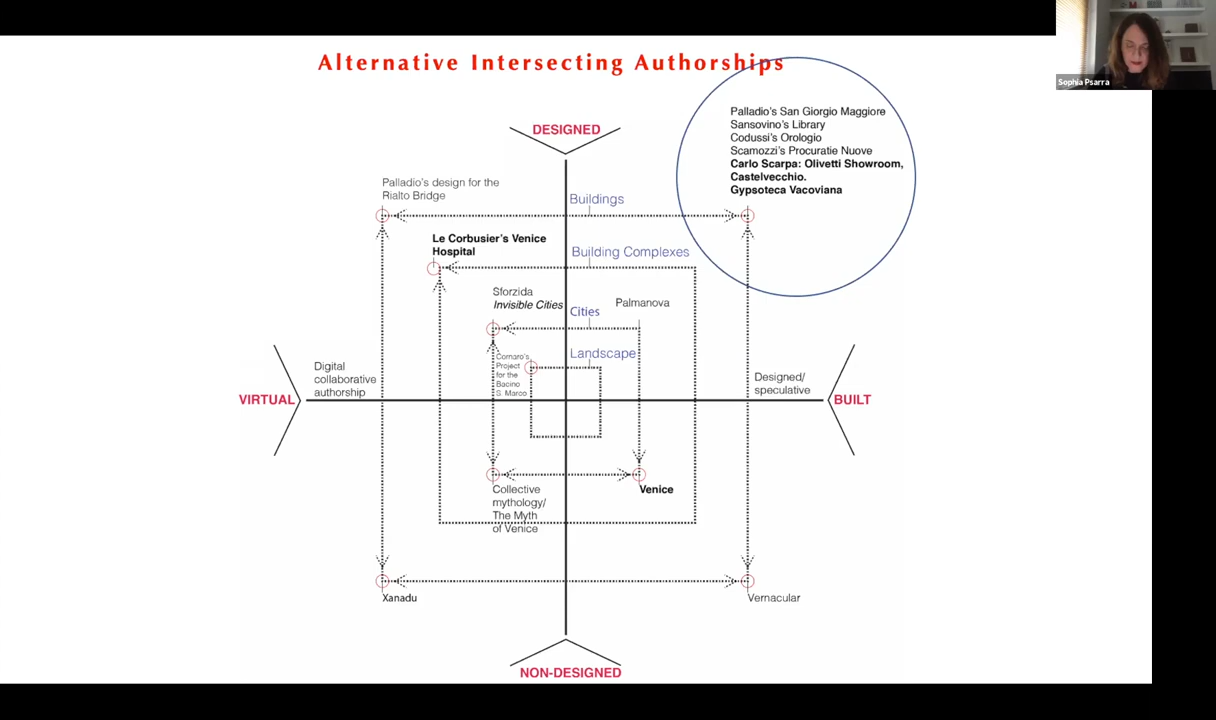 Alternative Intersecting Authorships
Sophia Psarra
DESIGNED
Palladio's San Giorgio Maggiore
Sansovino's Library
Codussi's Orologio
Scamozzi's Procuratie Nuove
Carlo Scarpa: Olivetti Showroom,
Castelvecchio.
Gypsoteca Vacoviana
Palladio's design for the
Rialto Bridge
Buildings
Le Corbusier's Venice
Hospital
Building Complexes
Sforzida
Invisible Cities
Palmanova
Cities
Landscape
Cornaro's
Project
for the
Bacino
S. Marco
Digital
collaborative
authorship
Designed/
speculative
VIRTUAL
BUILT
Collective
mythology/
The Myth
of Venice
Venice
Xanadu
Vernacular
NON-DESIGNED